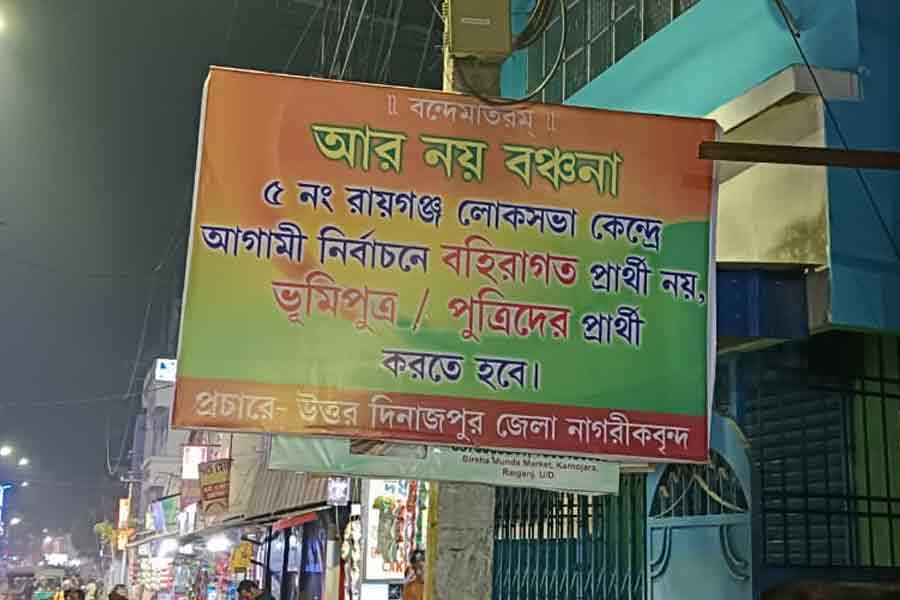 ॥ বন্দেমাতরম্ ॥
আর নয় বঞ্চনা
৫ নং রায়গঞ্জ লোকসভা কেন্দ্রে
আগামী নির্বাচনে বহিরাগত প্রার্থী নয়,
ভূমিপুত্র / পুত্রিদের প্রার্থী
করতে হবে।
প্রচারে- উত্তর দিনাজপুর জেলা নাগরীকবৃন্দ
Birsha Munda Market, Karnojara,
Raiganj, U/D.